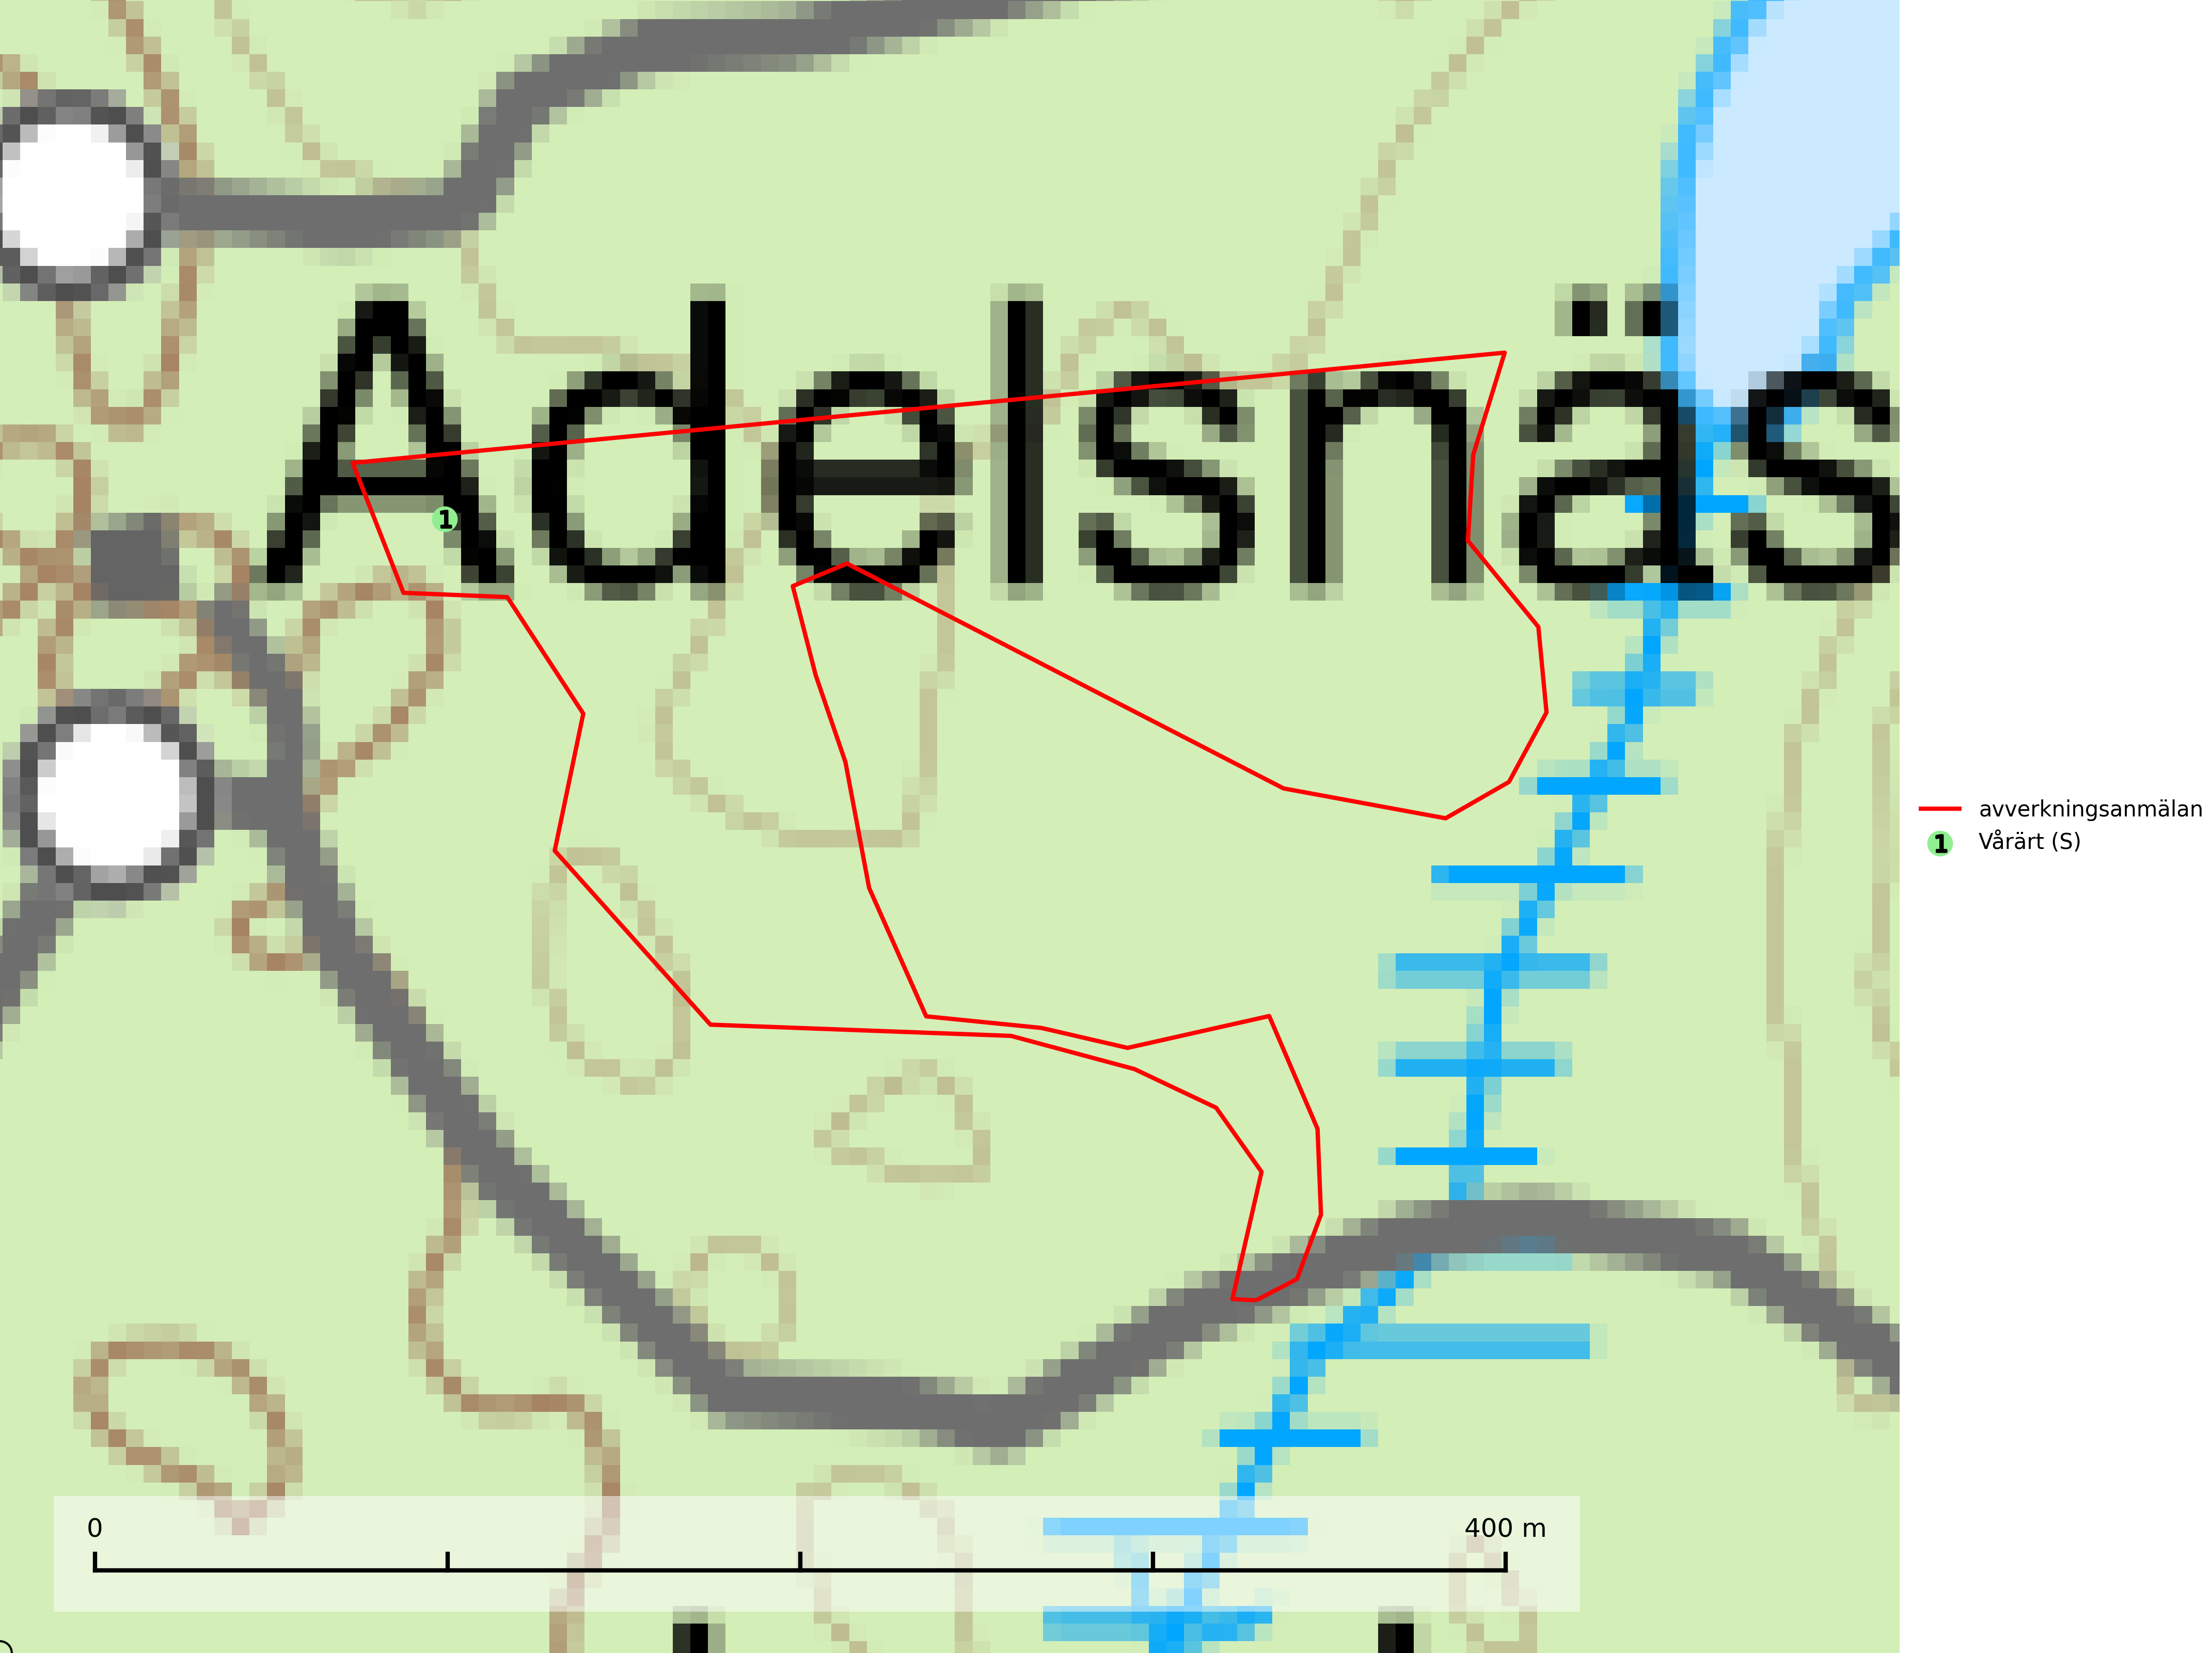 Adelsnäs
1
avverkningsanmälan
1 Vårärt (S)
0 400 m